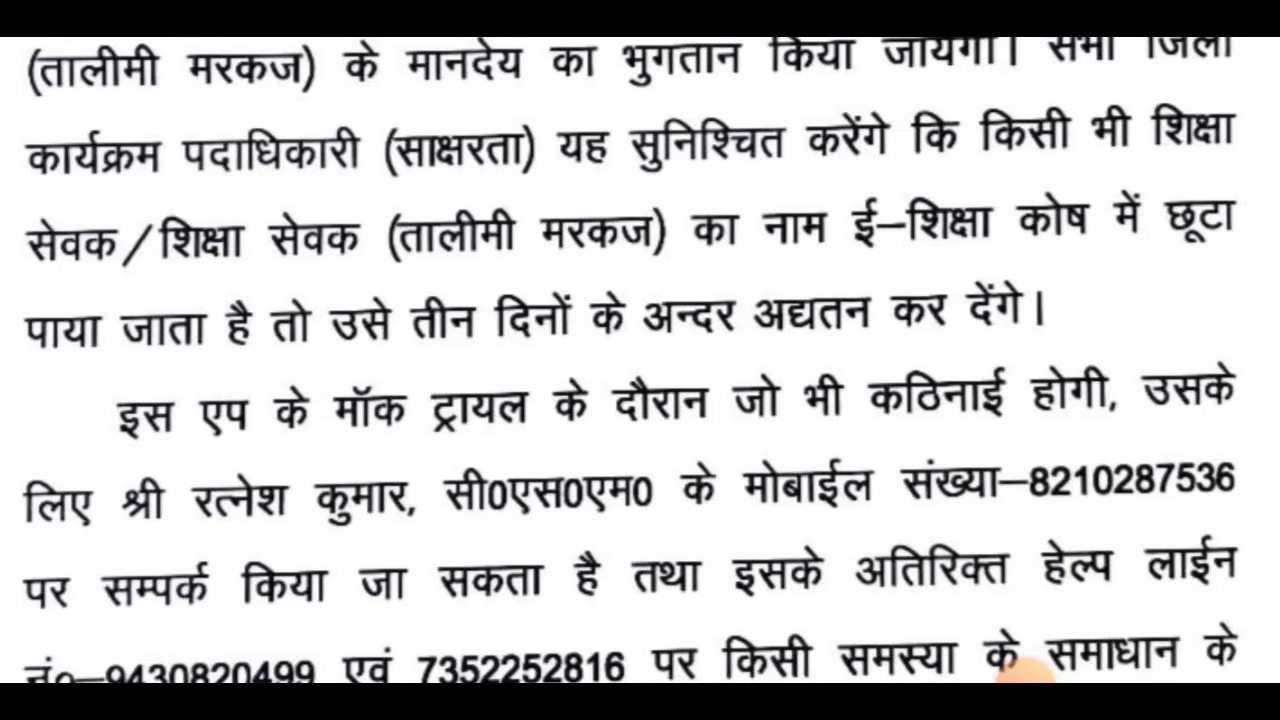 (तालीमी मरकज) के मानदेय का भुगतान किया जायेगा। सभी जिला
कार्यक्रम पदाधिकारी (साक्षरता) यह सुनिश्चित करेंगे कि किसी भी शिक्षा
सेवक/शिक्षा सेवक (तालीमी मरकज) का नाम ई–शिक्षा कोष में छूटा
पाया जाता है तो उसे तीन दिनों के अन्दर अद्यतन कर देंगे।
इस एप के मॉक ट्रायल के दौरान जो भी कठिनाई होगी, उसके
लिए श्री रत्नेश कुमार, सी0एस0एम0 के मोबाईल संख्या–8210287536
पर सम्पर्क किया जा सकता है तथा इसके अतिरिक्त हेल्प लाईन
नं0–9430820499 एवं 7352252816 पर किसी समस्या के समाधान के